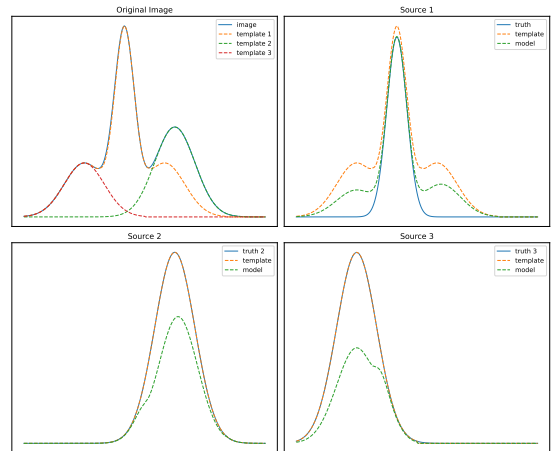 Original Image
image
template 1
template 2
template 3
Source 1
truth
template
model
Source 2
truth 2
template
model
Source 3
truth 3
template
model